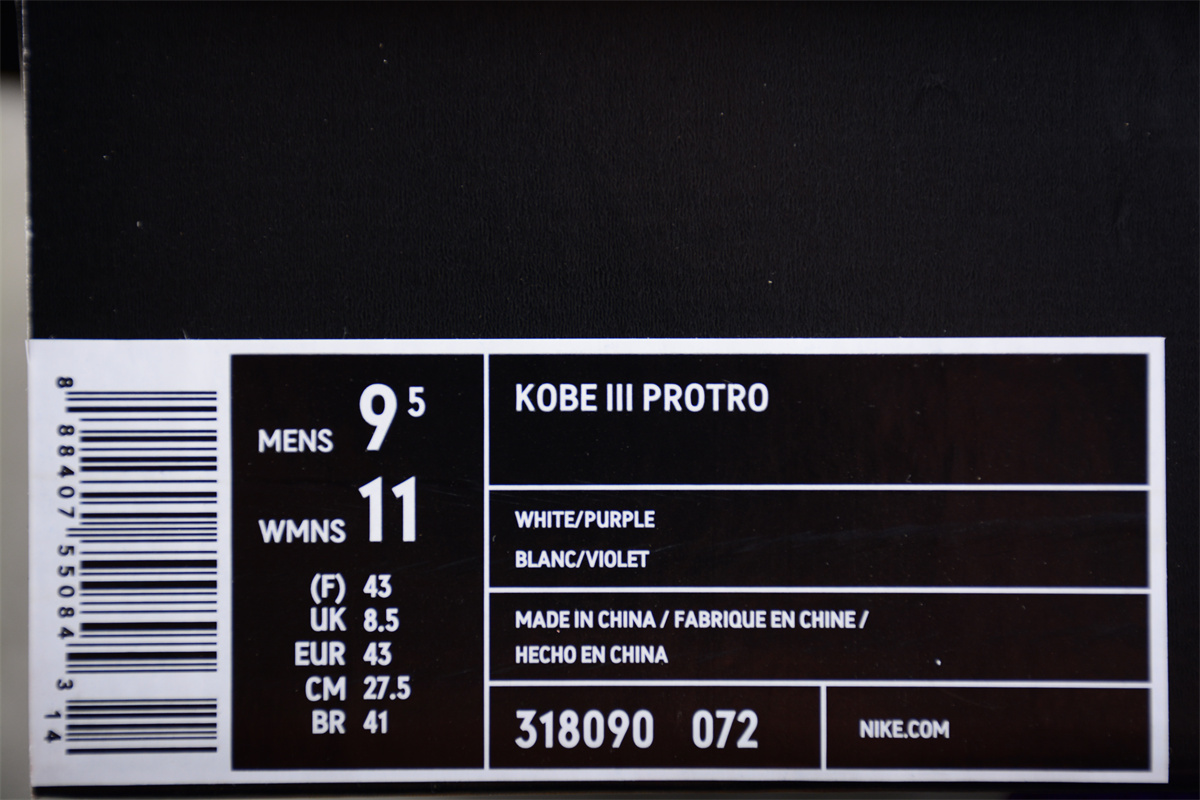 8 88407 55084 3 14
MENS 9 5
WMNS 11
(F) 43
UK 8.5
EUR 43
CM 27.5
BR 41
KOBE III PROTRO
WHITE/PURPLE
BLANC/VIOLET
MADE IN CHINA / FABRIQUE EN CHINE /
HECHO EN CHINA
318090 072
NIKE.COM